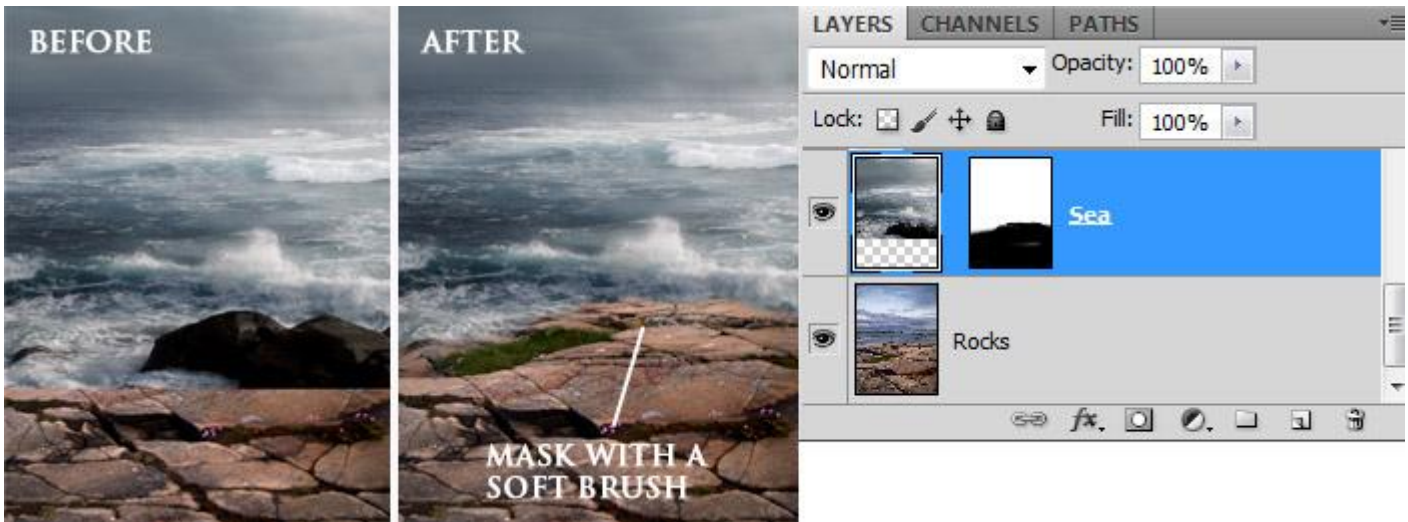 BEFORE
AFTER
MASK WITH A
SOFT BRUSH
LAYERS CHANNELS PATHS
Normal Opacity: 100%
Lock: Fill: 100%
Sea
Rocks
fx.